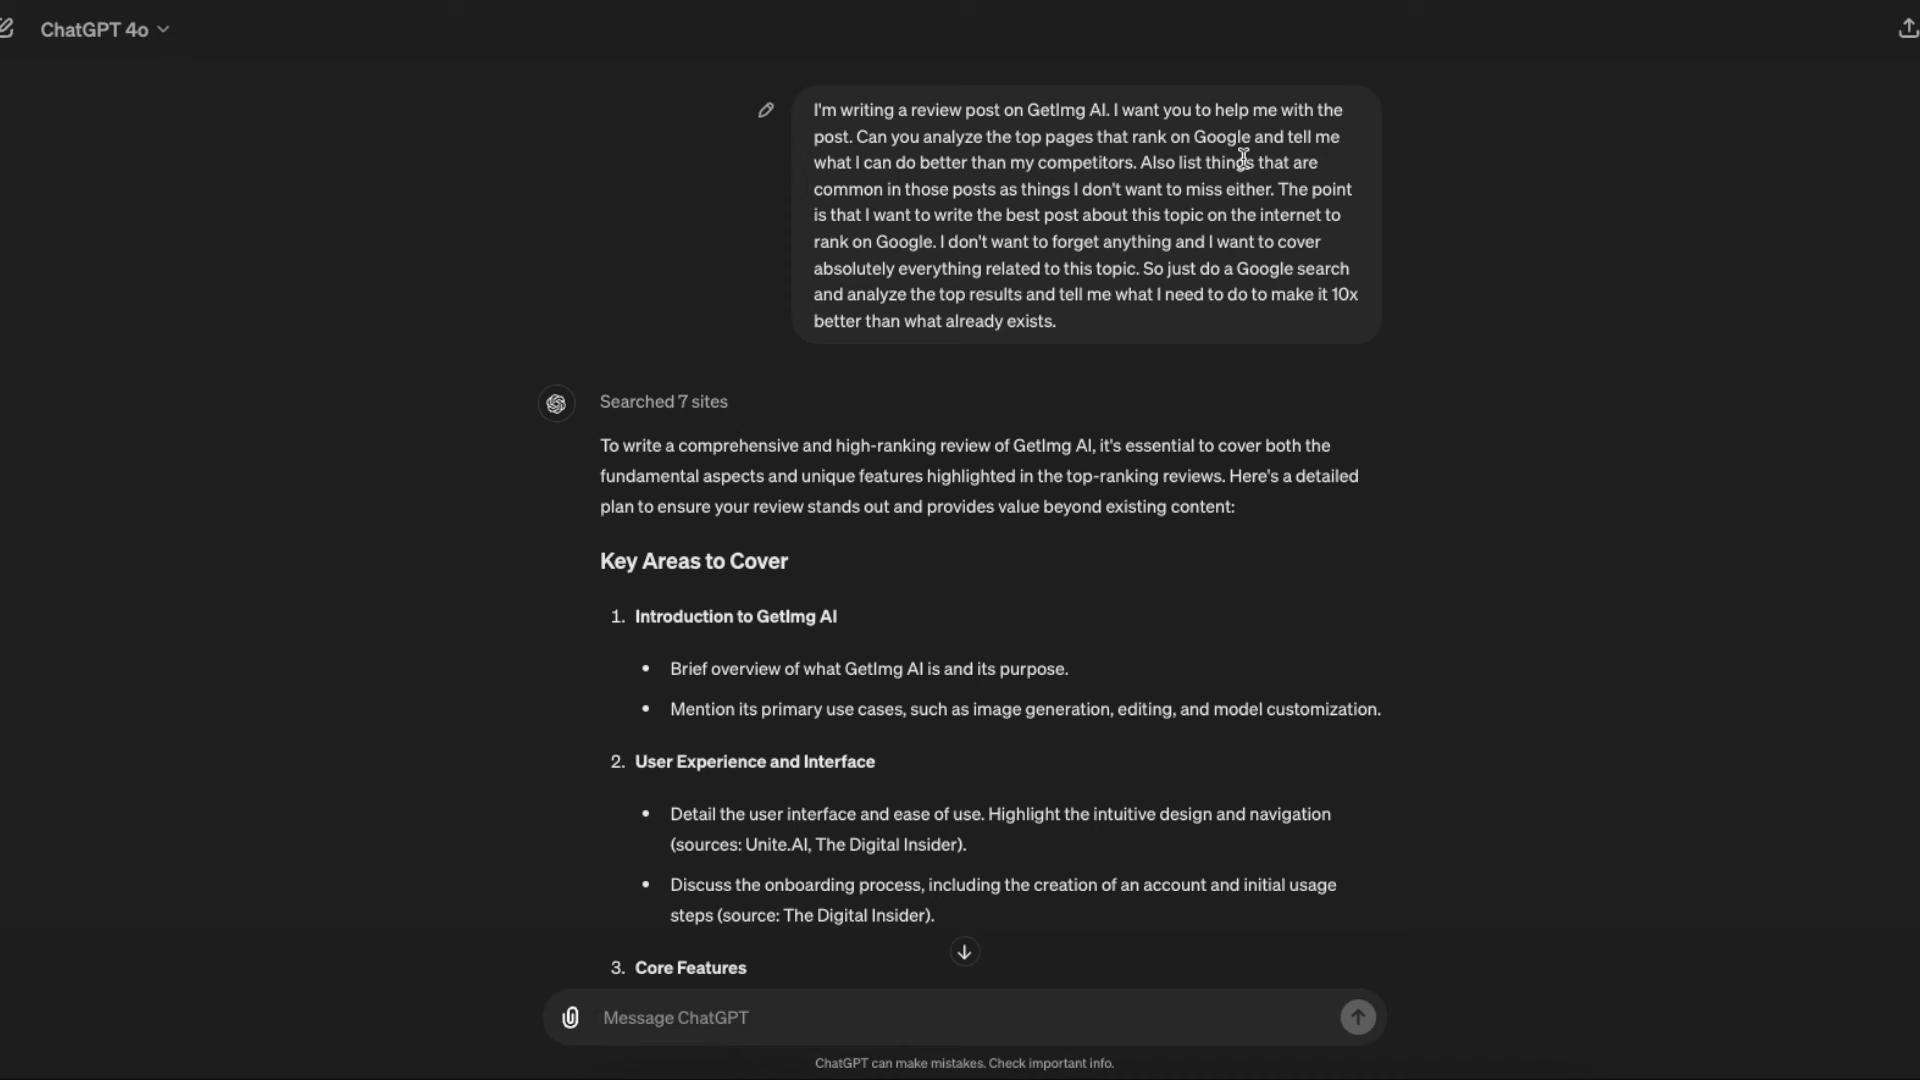 ChatGPT 4o
I'm writing a review post on GetImg AI. I want you to help me with the
post. Can you analyze the top pages that rank on Google and tell me
what I can do better than my competitors. Also list things that are
common in those posts as things I don't want to miss either. The point
is that I want to write the best post about this topic on the internet to
rank on Google. I don't want to forget anything and I want to cover
absolutely everything related to this topic. So just do a Google search
and analyze the top results and tell me what I need to do to make it 10x
better than what already exists.
Searched 7 sites
To write a comprehensive and high-ranking review of GetImg AI, it's essential to cover both the
fundamental aspects and unique features highlighted in the top-ranking reviews. Here's a detailed
plan to ensure your review stands out and provides value beyond existing content:
Key Areas to Cover
1. Introduction to GetImg AI
• Brief overview of what GetImg AI is and its purpose.
• Mention its primary use cases, such as image generation, editing, and model customization.
2. User Experience and Interface
• Detail the user interface and ease of use. Highlight the intuitive design and navigation
(sources: Unite.AI, The Digital Insider).
• Discuss the onboarding process, including the creation of an account and initial usage
steps (source: The Digital Insider).
3. Core Features
Message ChatGPT
ChatGPT can make mistakes. Check important info.